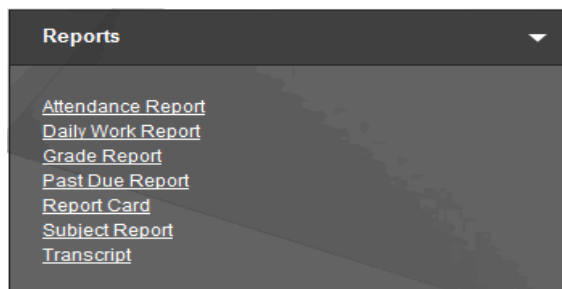 Reports
Attendance Report
Daily Work Report
Grade Report
Past Due Report
Report Card
Subject Report
Transcript